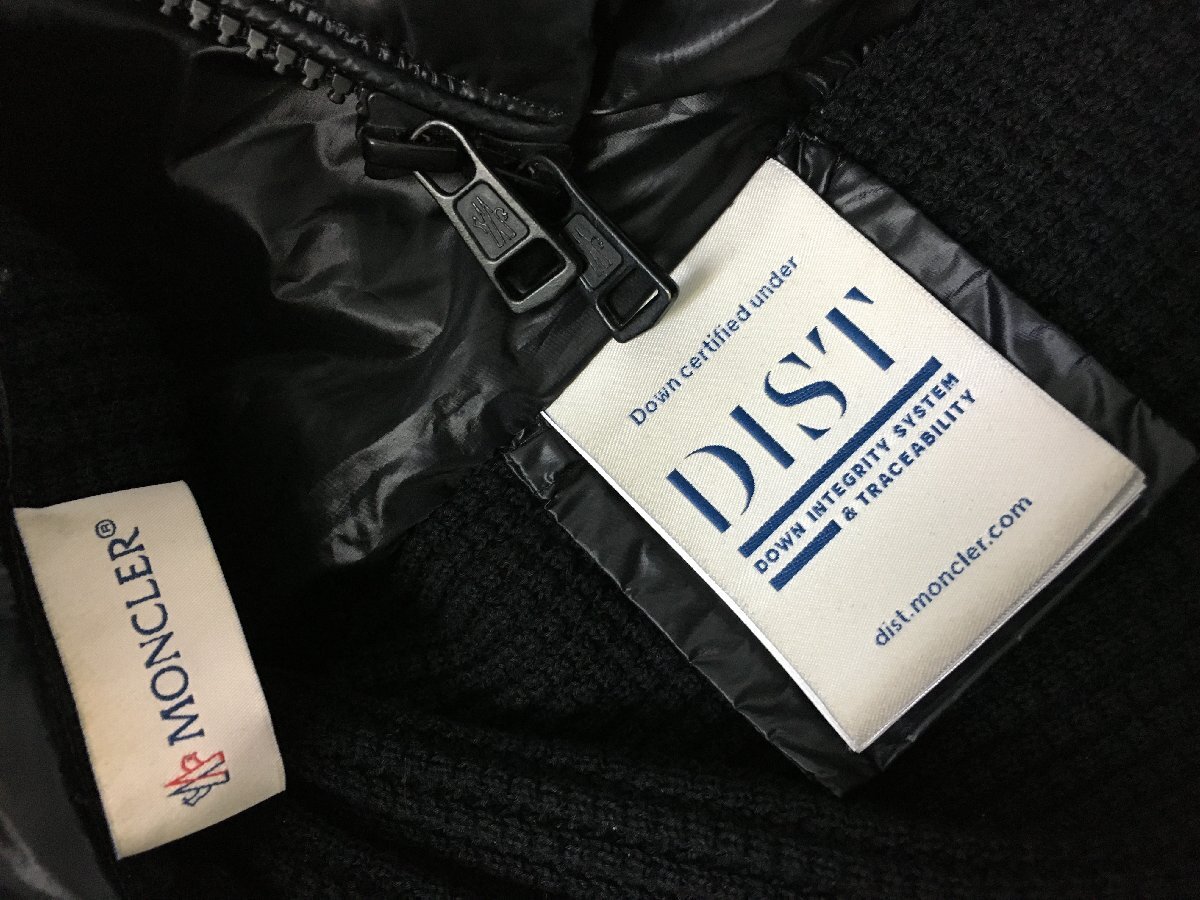 MONCLER®
Down certified under
DIST
DOWN INTEGRITY SYSTEM
& TRACEABILITY
dist.moncler.com